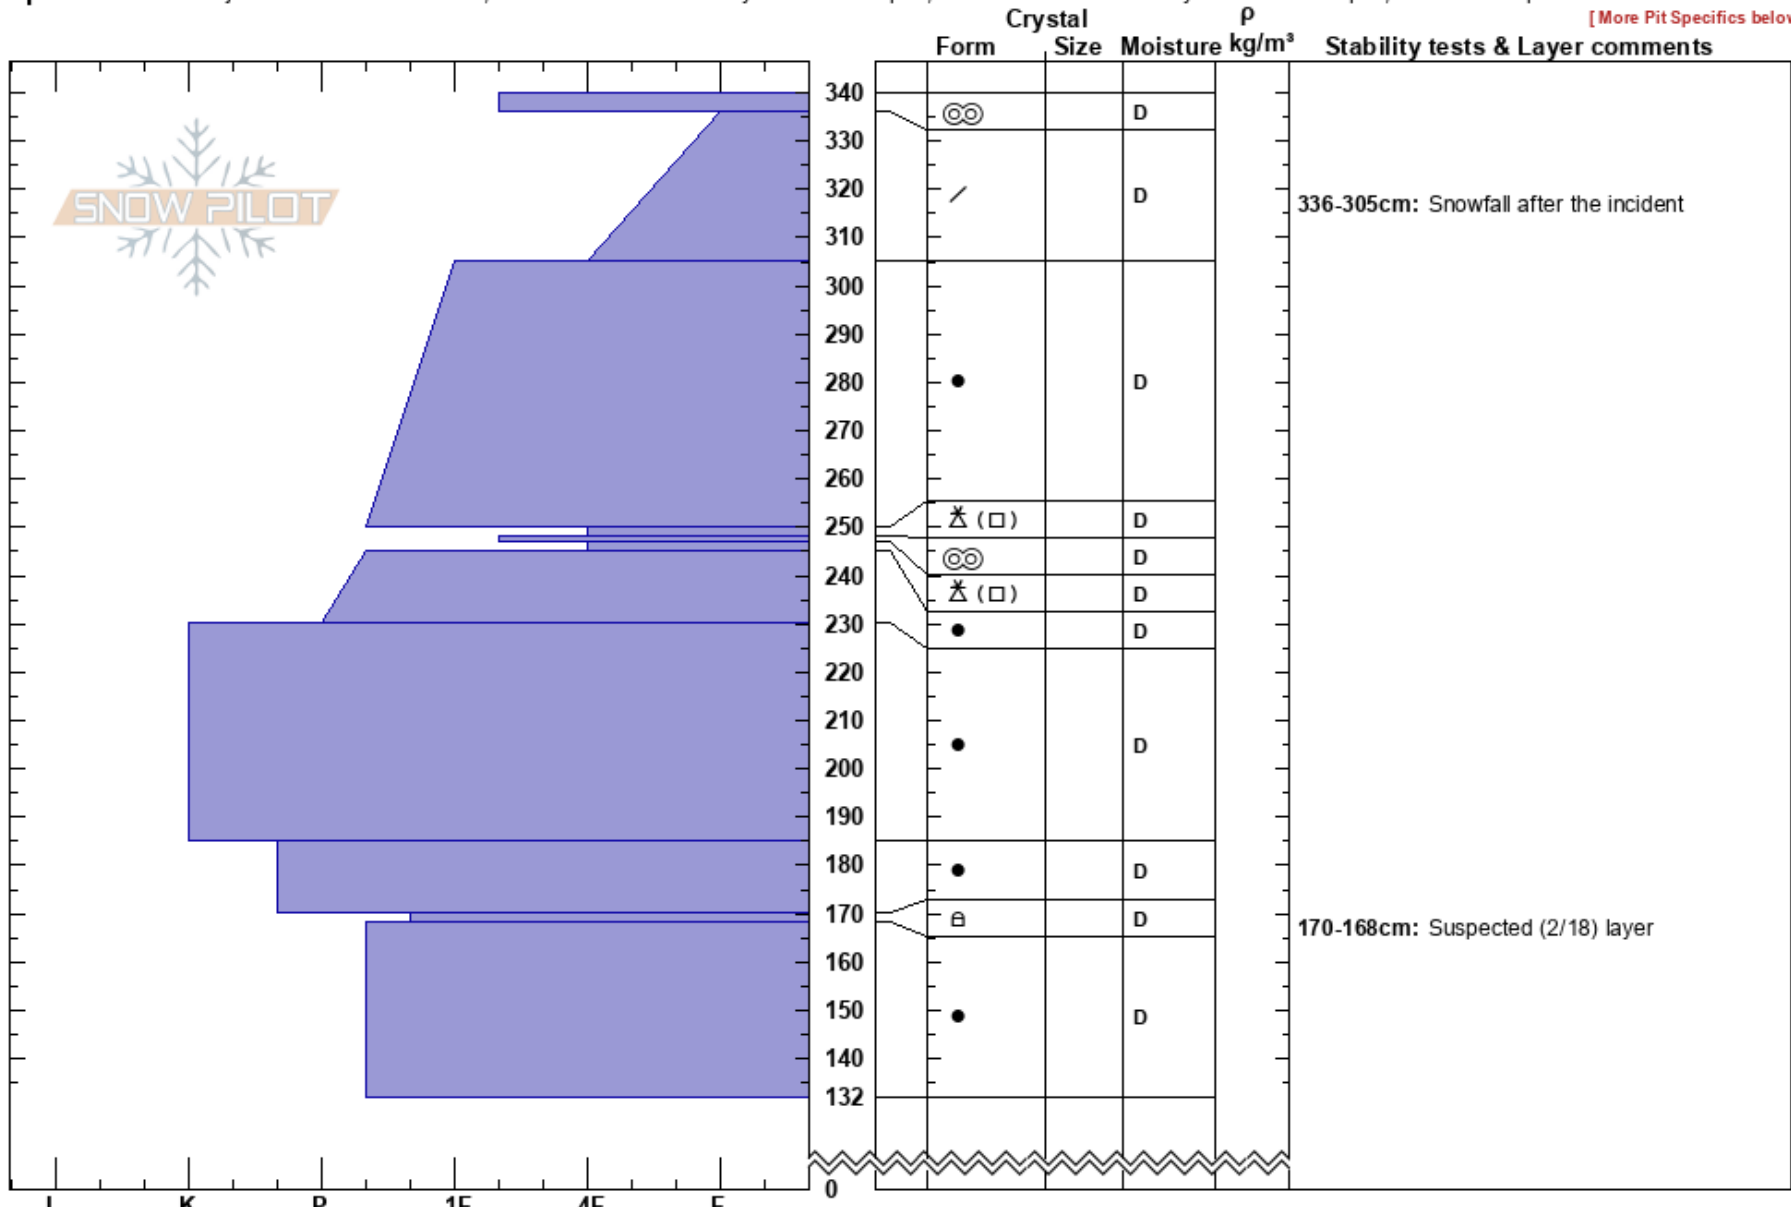 Crystal ρ
[ More Pit Specifics below
Form Size Moisture kg/m³ Stability tests & Layer comments
340
D
330
SNOW PILOT
320
D
336-305cm: Snowfall after the incident
310
300
290
280
D
270
260
250
D
D
240
D
230
D
220
210
D
200
190
180
D
170
D
170-168cm: Suspected (2/18) layer
160
150
D
140
132
0
I K P 1F 4F F